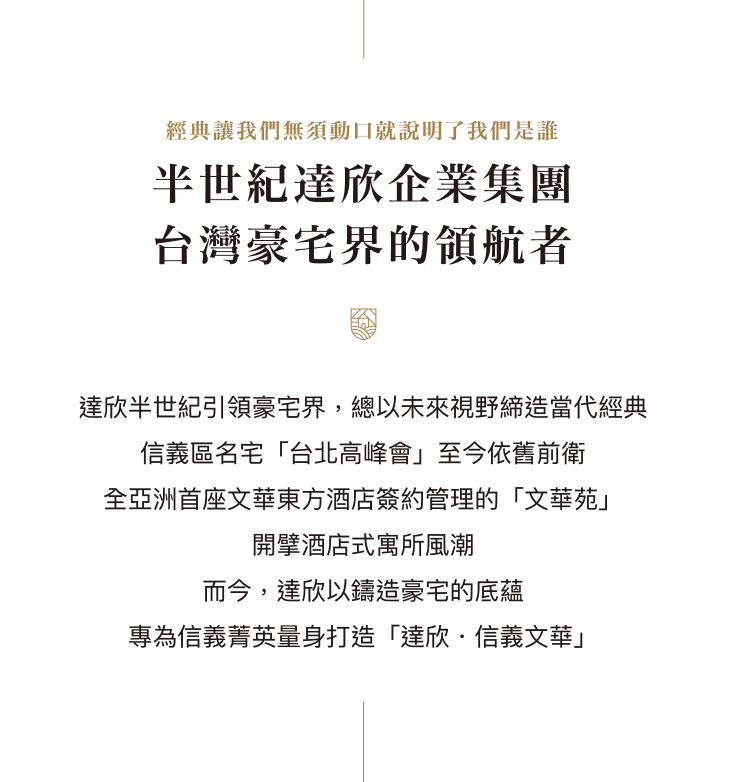 經典讓我們無須動口就說明了我們是誰
半世紀達欣企業集團
台灣豪宅界的領航者
達欣半世紀引領豪宅界，總以未來視野締造當代經典
信義區名宅「台北高峰會」至今依舊前衛
全亞洲首座文華東方酒店簽約管理的「文華苑」
開擘酒店式寓所風潮
而今，達欣以鑄造豪宅的底蘊
專為信義菁英量身打造「達欣．信義文華」